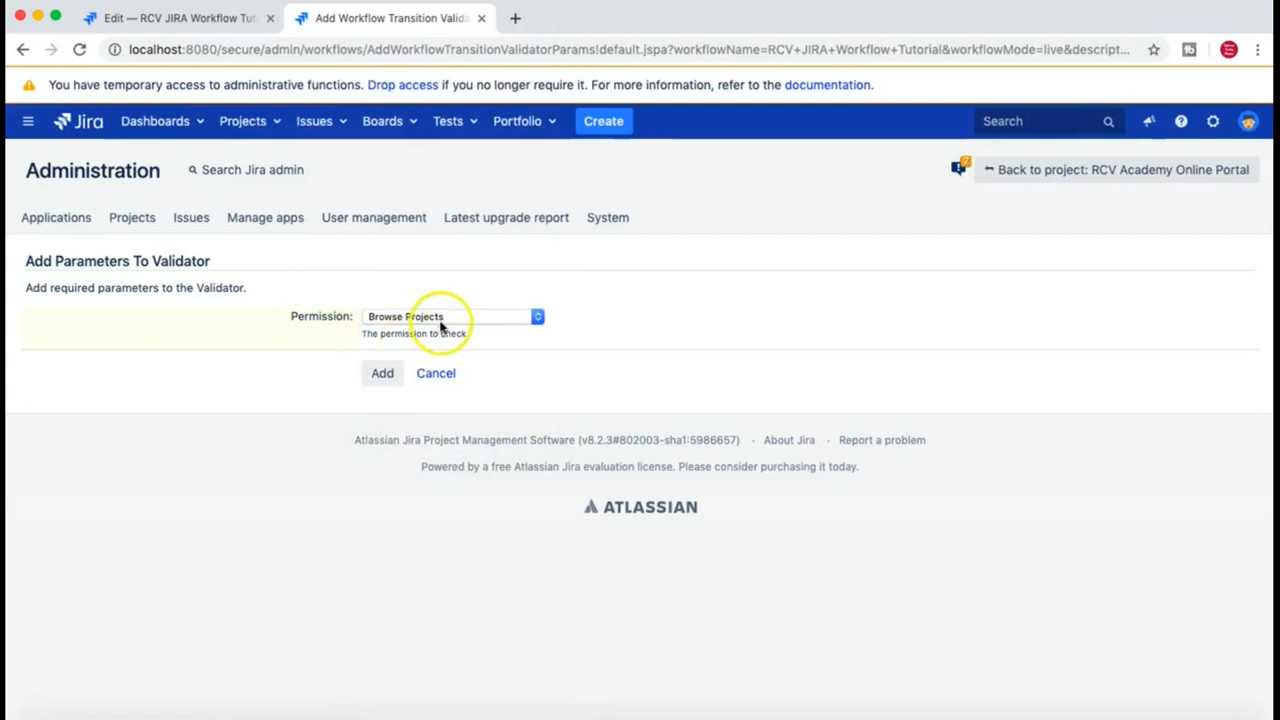 Edit — RCV JIRA Workflow Tut
Add Workflow Transition Valida
localhost:8080/secure/admin/workflows/AddWorkflowTransitionValidatorParams!default.jspa?workflowName=RCV+JIRA+Workflow+Tutorial&workflowMode=live&descript...
You have temporary access to administrative functions. Drop access if you no longer require it. For more information, refer to the documentation.
Jira Dashboards Projects Issues Boards Tests Portfolio Create Search
Administration Search Jira admin Back to project: RCV Academy Online Portal
Applications Projects Issues Manage apps User management Latest upgrade report System
Add Parameters To Validator
Add required parameters to the Validator.
Permission: Browse Projects
The permission to check.
Add Cancel
Atlassian Jira Project Management Software (v8.2.3#802003-sha1:5986657) · About Jira · Report a problem
Powered by a free Atlassian Jira evaluation license. Please consider purchasing it today.
ATLASSIAN